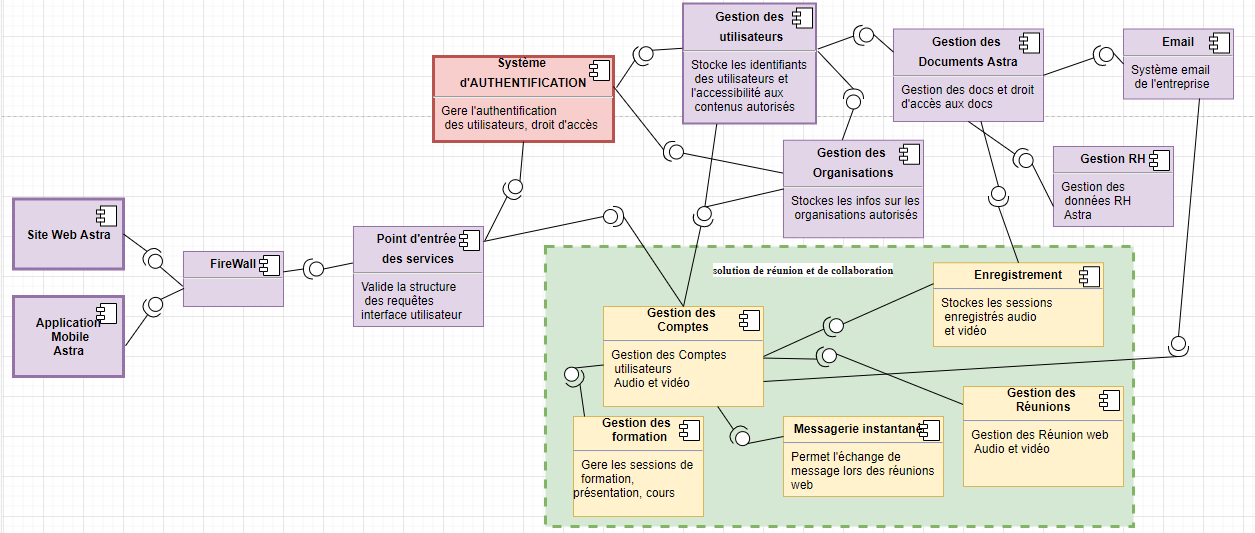 Gestion des
utilisateurs
Stocke les identifiants
des utilisateurs et
l'accessibilité aux
contenus autorisés
Gestion des
Documents Astra
Gestion des docs et droit
d'accès aux docs
Email
Système email
de l'entreprise
Système
d'AUTHENTIFICATION
Gere l'authentification
des utilisateurs, droit d'accès
Gestion des
Organisations
Stockes les infos sur les
organisations autorisés
Gestion RH
Gestion des
données RH
Astra
Site Web Astra
FireWall
Point d'entrée
des services
Valide la structure
des requêtes
interface utilisateur
Application
Mobile
Astra
solution de réunion et de collaboration
Enregistrement
Stockes les sessions
enregistrés audio
et vidéo
Gestion des
Comptes
Gestion des Comptes
utilisateurs
Audio et vidéo
Gestion des
Réunions
Gestion des Réunion web
Audio et vidéo
Gestion des
formation
Gere les sessions de
formation,
présentation, cours
Messagerie instantané
Permet l'échange de
message lors des réunions
web